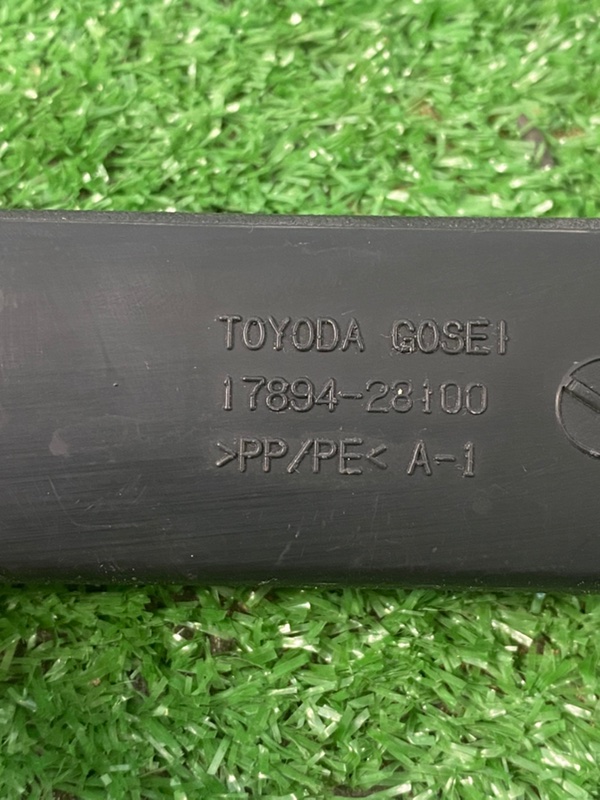 TOYODA GOSEI
17894-28100
>PP/PE< A-1